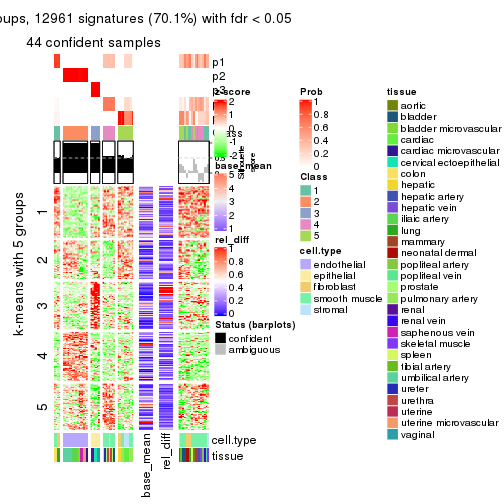 oups, 12961 signatures (70.1%) with fdr < 0.05
44 confident samples
p1
p2
p3
z-score
2
1
0
-1
-2
Silhouette
score
base_mean
5
4
3
2
1
rel_diff
1
0.8
0.6
0.4
0.2
0
Status (barplots)
confident
ambiguous
Prob
1
0.8
0.6
0.4
0.2
0
Class
1
2
3
4
5
cell.type
endothelial
epithelial
fibroblast
smooth muscle
stromal
tissue
aortic
bladder
bladder microvascular
cardiac
cardiac microvascular
cervical ectoepithelial
colon
hepatic
hepatic artery
hepatic vein
iliac artery
lung
mammary
neonatal dermal
popliteal artery
popliteal vein
prostate
pulmonary artery
renal
renal vein
saphenous vein
skeletal muscle
spleen
tibial artery
umbilical artery
ureter
urethra
uterine
uterine microvascular
vaginal
k-means with 5 groups
1
2
3
4
5
cell.type
tissue
base_mean
rel_diff